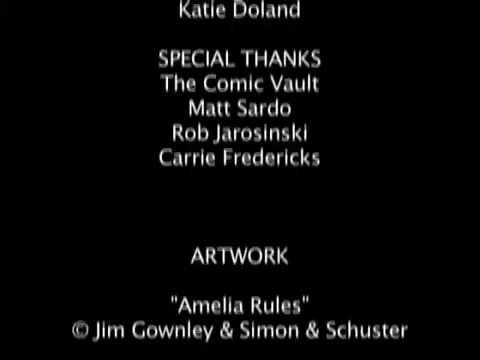 Katie Doland
SPECIAL THANKS
The Comic Vault
Matt Sardo
Rob Jarosinski
Carrie Fredericks
ARTWORK
"Amelia Rules"
© Jim Gownley & Simon & Schuster